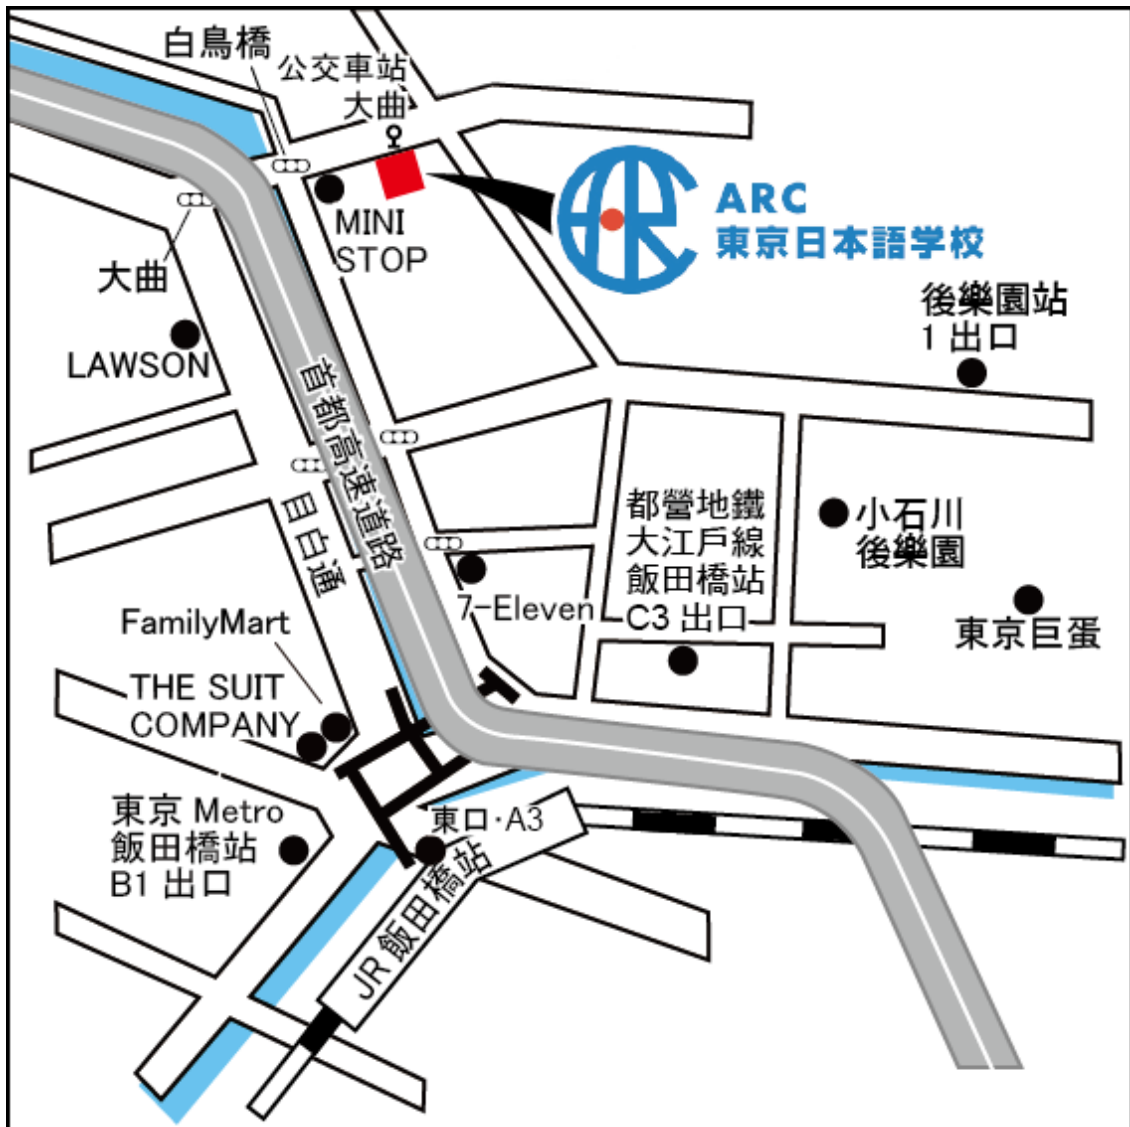 白鳥橋
公交車站
大曲
MINI
STOP
ARC
東京日本語学校
大曲
LAWSON
後樂園站
1 出口
首都高速道路
目白通
都營地鐵
大江戶線
飯田橋站
C3 出口
小石川
後樂園
7-Eleven
東京巨蛋
FamilyMart
THE SUIT
COMPANY
東京 Metro
飯田橋站
B1 出口
東口·A3
JR 飯田橋站